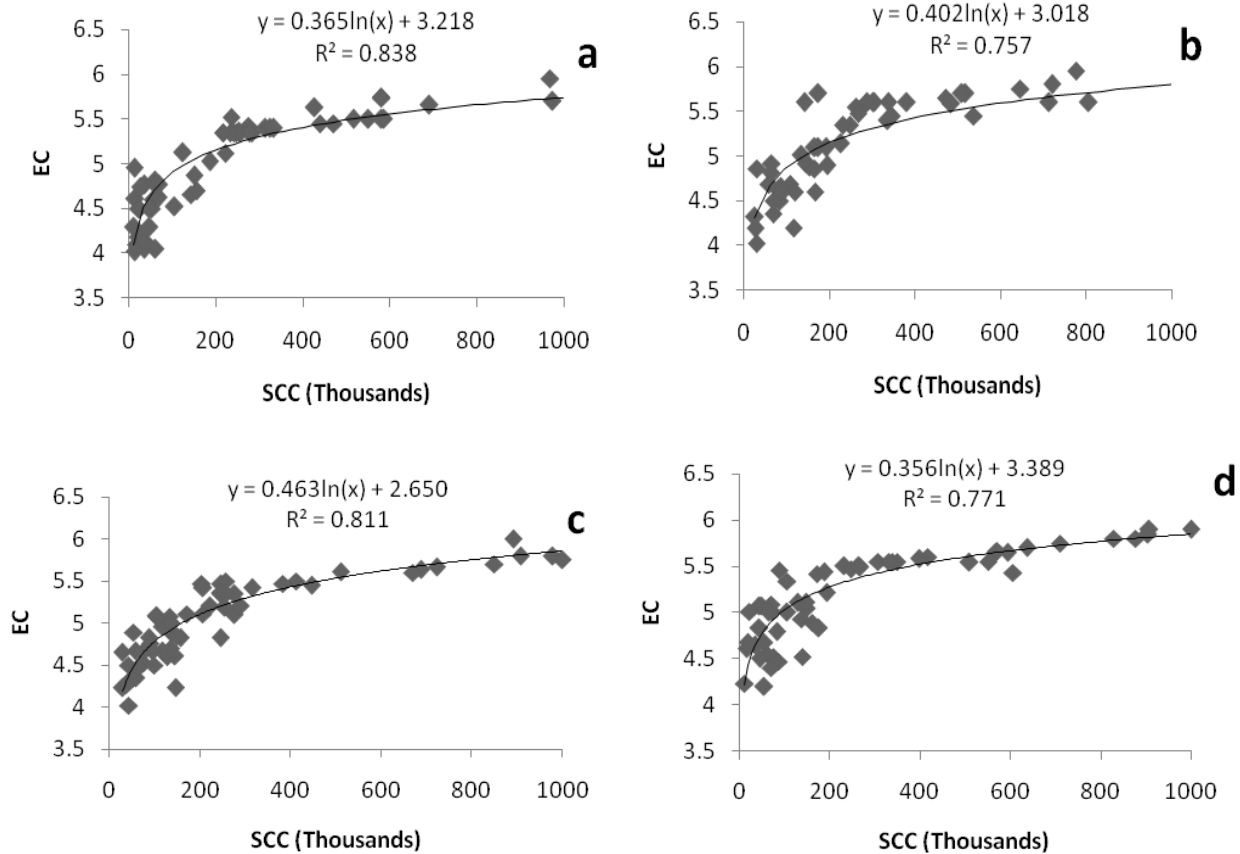 y = 0.365ln(x) + 3.218
R² = 0.838
a
6.5
6
5.5
5
4.5
4
3.5
EC
0 200 400 600 800 1000
SCC (Thousands)
y = 0.402ln(x) + 3.018
R² = 0.757
b
6.5
6
5.5
5
4.5
4
3.5
EC
0 200 400 600 800 1000
SCC (Thousands)
y = 0.463ln(x) + 2.650
R² = 0.811
c
6.5
6
5.5
5
4.5
4
3.5
EC
0 200 400 600 800 1000
SCC (Thousands)
y = 0.356ln(x) + 3.389
R² = 0.771
d
6.5
6
5.5
5
4.5
4
3.5
EC
0 200 400 600 800 1000
SCC (Thousands)